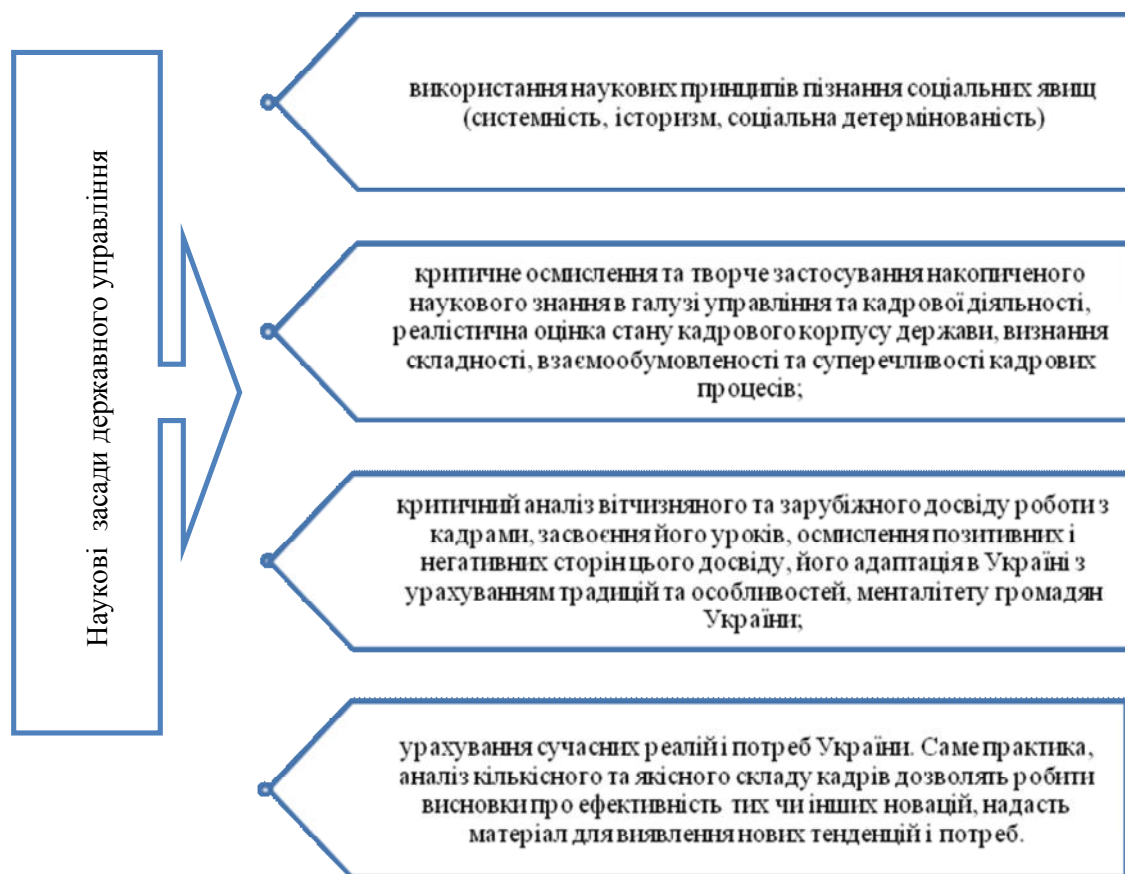 Наукові засади державного управління
використання наукових принципів пізнання соціальних явищ
(системність, історизм, соціальна детермінованість)
критичне осмислення та творче застосування накопиченого
наукового знання в галузі управління та кадрової діяльності,
реалістична оцінка стану кадрового корпусу держави, визнання
складності, взаємообумовленості та суперечливості кадрових
процесів;
критичний аналіз вітчизняного та зарубіжного досвіду роботи з
кадрами, засвоєння його уроків, осмислення позитивних і
негативних сторін цього досвіду, його адаптація в Україні з
урахуванням традицій та особливостей, менталітету громадян
України;
урахування сучасних реалій і потреб України. Саме практика,
аналіз кількісного та якісного складу кадрів дозволять робити
висновки про ефективність тих чи інших новацій, надасть
матеріал для виявлення нових тенденцій і потреб.